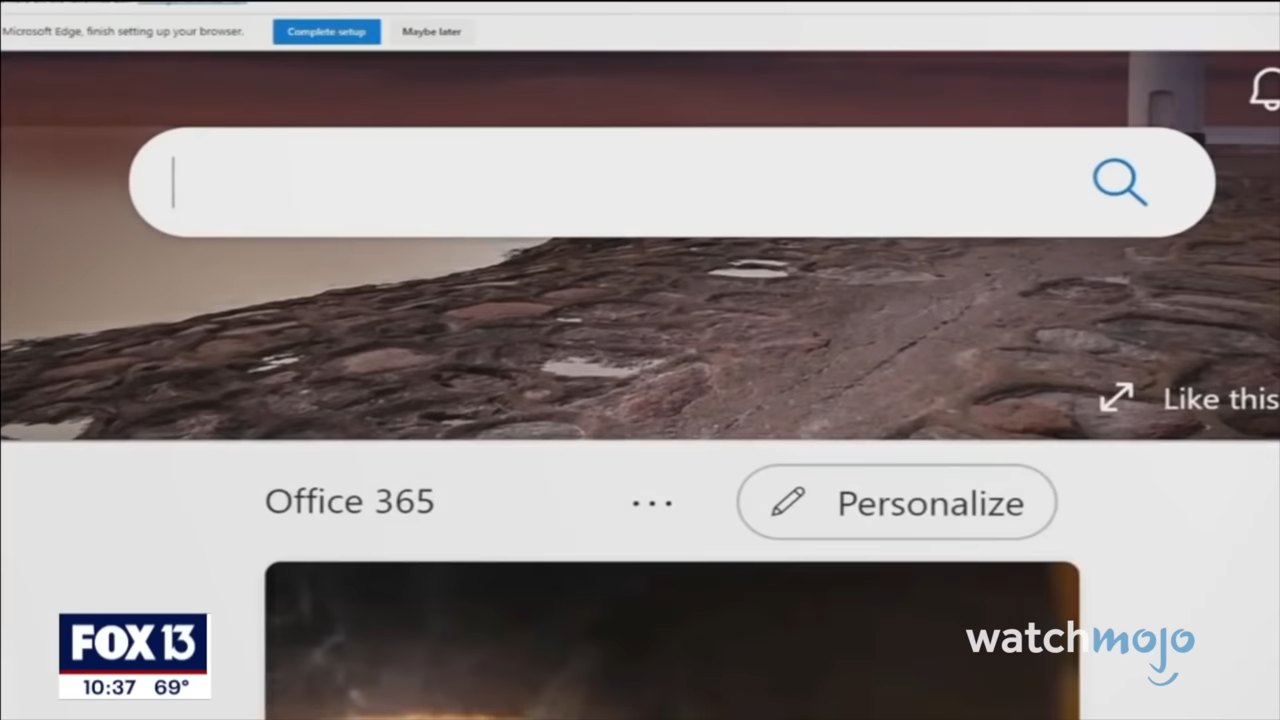 Microsoft Edge, finish setting up your browser. Complete setup Maybe later
Like this
Office 365 ... Personalize
FOX 13
10:37 69°
watchmojo